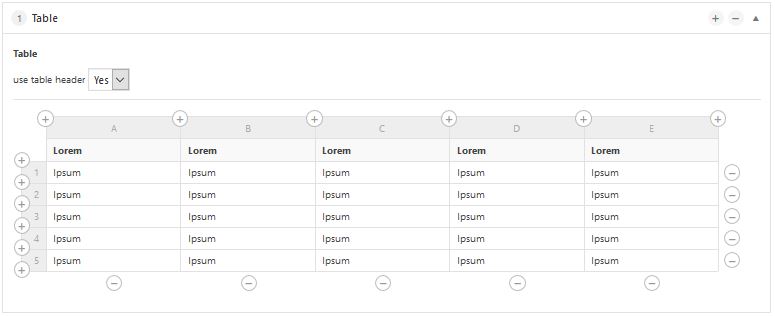 1 Table
Table
use table header Yes
A B C D E
Lorem Lorem Lorem Lorem Lorem
1 Ipsum Ipsum Ipsum Ipsum Ipsum
2 Ipsum Ipsum Ipsum Ipsum Ipsum
3 Ipsum Ipsum Ipsum Ipsum Ipsum
4 Ipsum Ipsum Ipsum Ipsum Ipsum
5 Ipsum Ipsum Ipsum Ipsum Ipsum